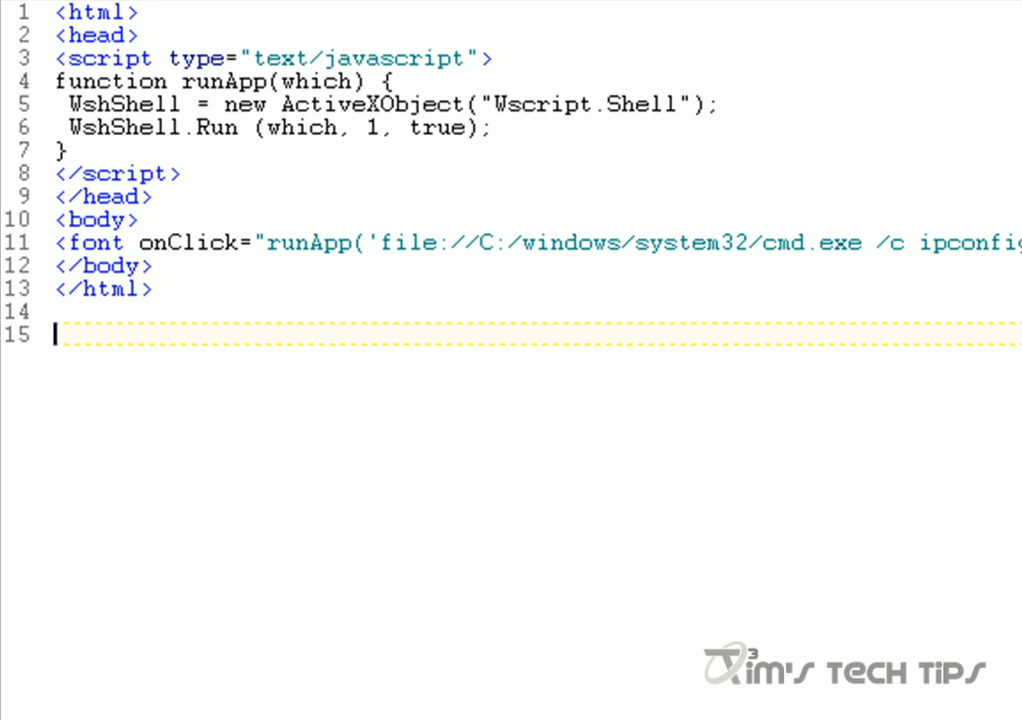 1 <html>
2 <head>
3 <script type="text/javascript">
4 function runApp(which) {
5 WshShell = new ActiveXObject("Wscript.Shell");
6 WshShell.Run (which, 1, true);
7 }
8 </script>
9 </head>
10 <body>
11 <font onClick="runApp('file://C:/windows/system32/cmd.exe /c ipconfig
12 </body>
13 </html>
14
15
Tim's Tech Tips
3